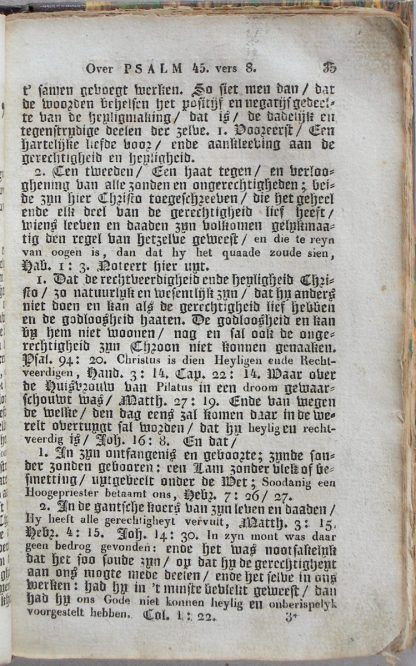 Over PSALM 45. vers 8. 35
t' samen gevoegt werken. So siet men dan / dat
de woorden behelsen het positijf en negatijf gedeel-
te van de heyligmaking / dat is / de dadelijk en
tegenstrydige deelen der zelve. 1. Vooreerst / Een
hartelijke liefde voor / ende aankleeving aan de
gerechtigheid en heyligheid.
2. Ten tweeden / Een haat tegen / en verloo-
ghening van alle zonden en ongerechtigheden; bei-
de zyn hier Christo toegeschreeven / die het geheel
ende elk deel van de gerechtigheid lief heeft /
wiens leeven en daaden zyn volkomen gelykmaa-
tig den regel van hetzelve geweest / en die te reyn
van oogen is, dan dat hy het quaade zoude sien,
Hab. 1: 3. Noteert hier uyt.
1. Dat de rechtveerdigheid ende heyligheid Chri-
sto / zo natuurlyk en wesentlijk zyn / dat hy anders
niet doen en kan als de gerechtigheid lief hebben
en de godloosheid haaten. De godloosheid en kan
by hem niet woonen / nog en sal ook de onge-
rechtigheid zyn Chzoon niet konnen genaaken.
Psal. 94: 20. Christus is dien Heyligen ende Recht-
veerdigen, Hand. 3: 14. Cap. 22: 14. Waar over
de Huisvrouw van Pilatus in een droom gewaar-
schouwt was / Matth. 27: 19. Ende van wegen
de welke / den dag eens zal komen daar in de we-
relt overtuygt sal worden / dat hy heylig en recht-
veerdig is / Joh. 16: 8. En dat /
1. In zyn ontfangenis en geboorte; zynde son-
der zonden gebooren: een Lam zonder vlek of be-
smetting / uytgebeelt onder de Wet; Soodanig een
Hoogepriester betaamt ons, Hebr. 7: 26 / 27.
2. In de gantsche koers van zyn leven en daaden /
Hy heeft alle gerechtigheyt vervult, Matth. 3: 15.
Hebr. 4: 15. Joh. 14: 30. In zyn mont was daar
geen bedrog gevonden: ende het was nootsakelijk
dat het soo soude zyn / op dat hy de gerechtigheyt
aan ons mogte mede deelen / ende het selve in ons
werken: had hy in 't minste bevlekt geweest / dan
had hy ons Gode niet konnen heylig en onberispelyk
voorgestelt hebben. Col. 1: 22. 3*